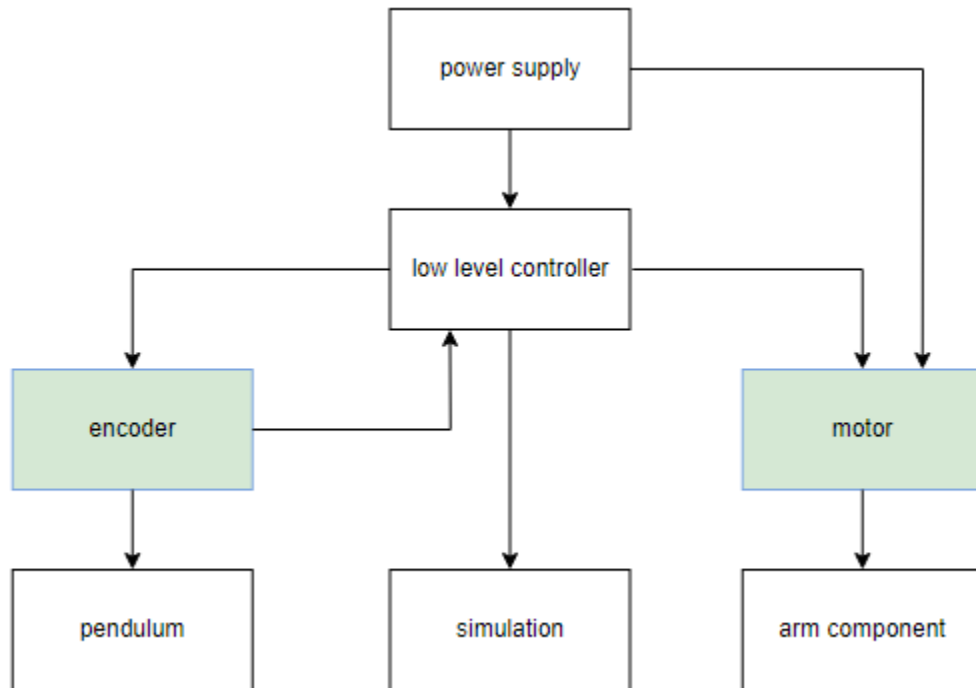 power supply
low level controller
encoder
motor
pendulum
simulation
arm component